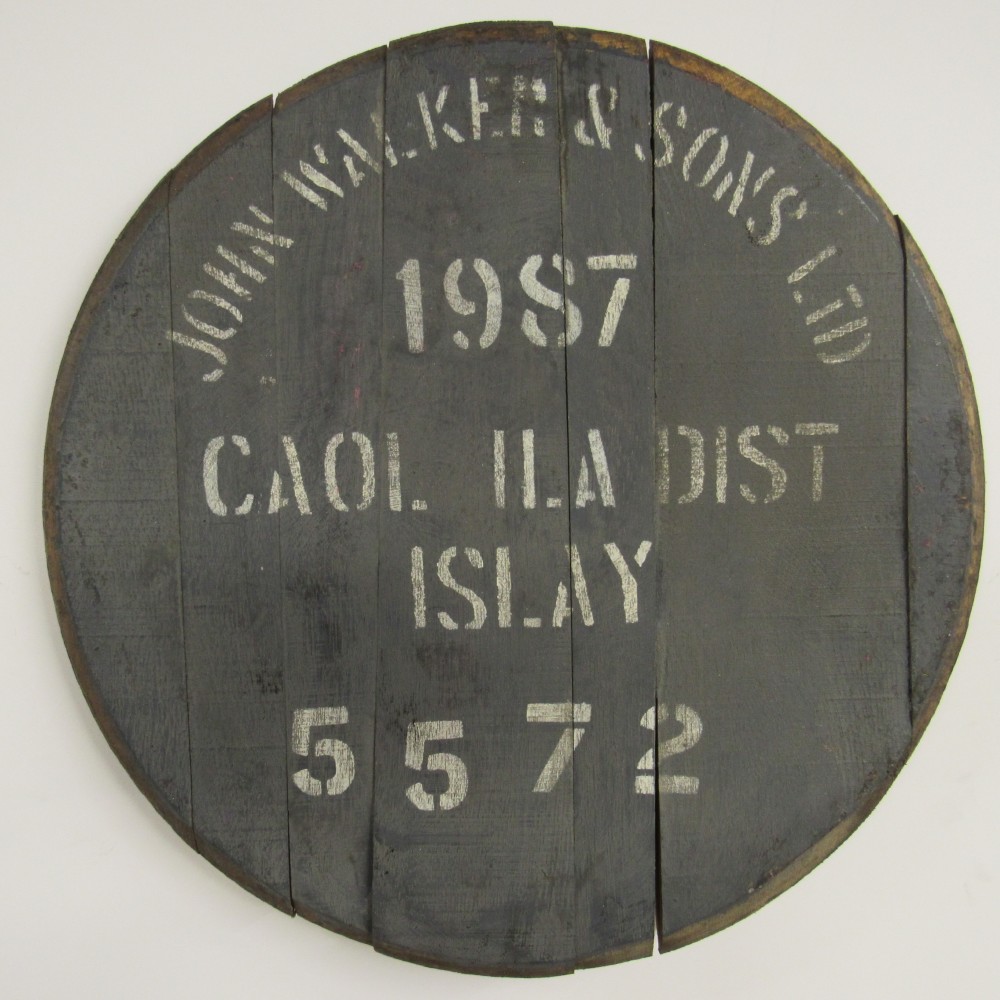 JOHN WALKER & SONS LTD
1987
CAOL ILA DIST
ISLAY
5572